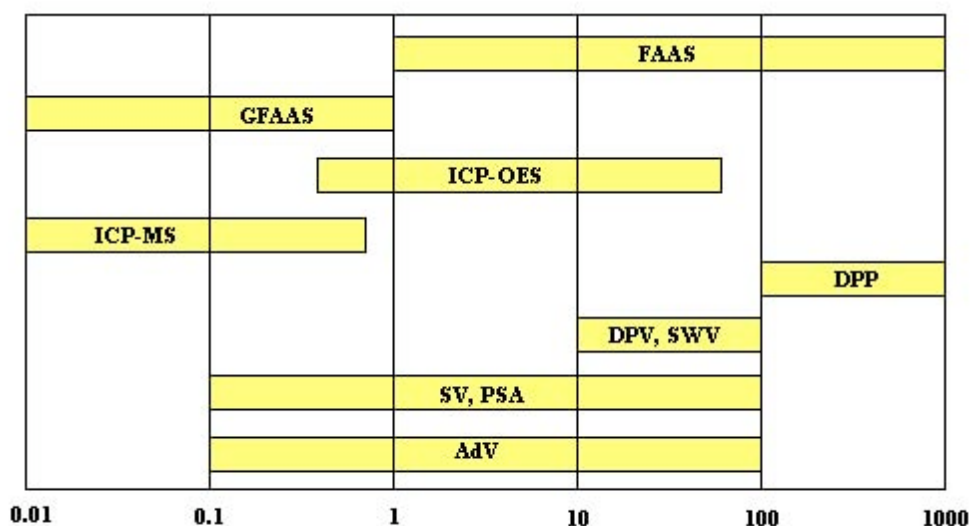 FAAS
GFAAS
ICP-OES
ICP-MS
DPP
DPV, SWV
SV, PSA
AdV
0.01 0.1 1 10 100 1000